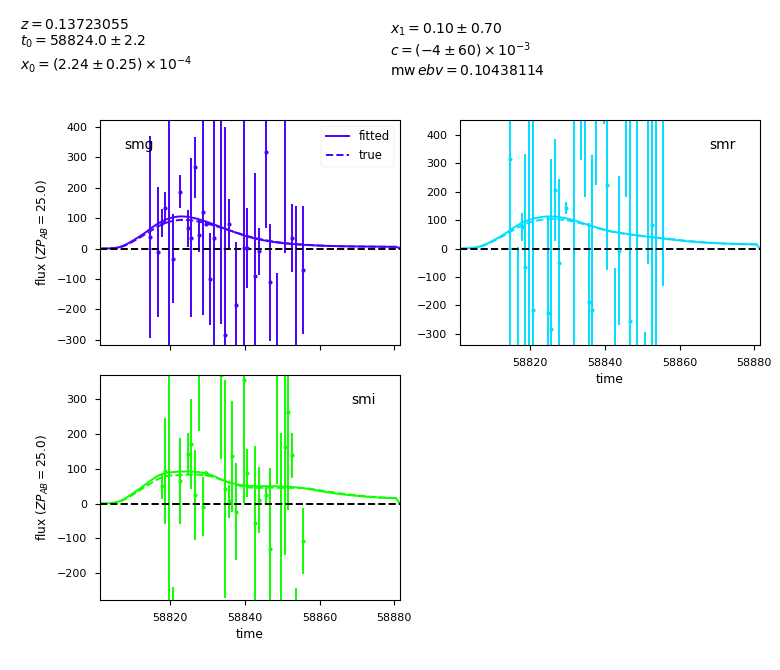 z = 0.13723055
t₀ = 58824.0 ± 2.2
x₀ = (2.24 ± 0.25) × 10⁻⁴
x₁ = 0.10 ± 0.70
c = (−4 ± 60) × 10⁻³
mw ebv = 0.10438114
smg
fitted
true
400
300
200
100
0
−100
−200
−300
flux (ZP_AB = 25.0)
smr
400
300
200
100
0
−100
−200
−300
58820 58840 58860 58880
time
smi
300
200
100
0
−100
−200
flux (ZP_AB = 25.0)
58820 58840 58860 58880
time